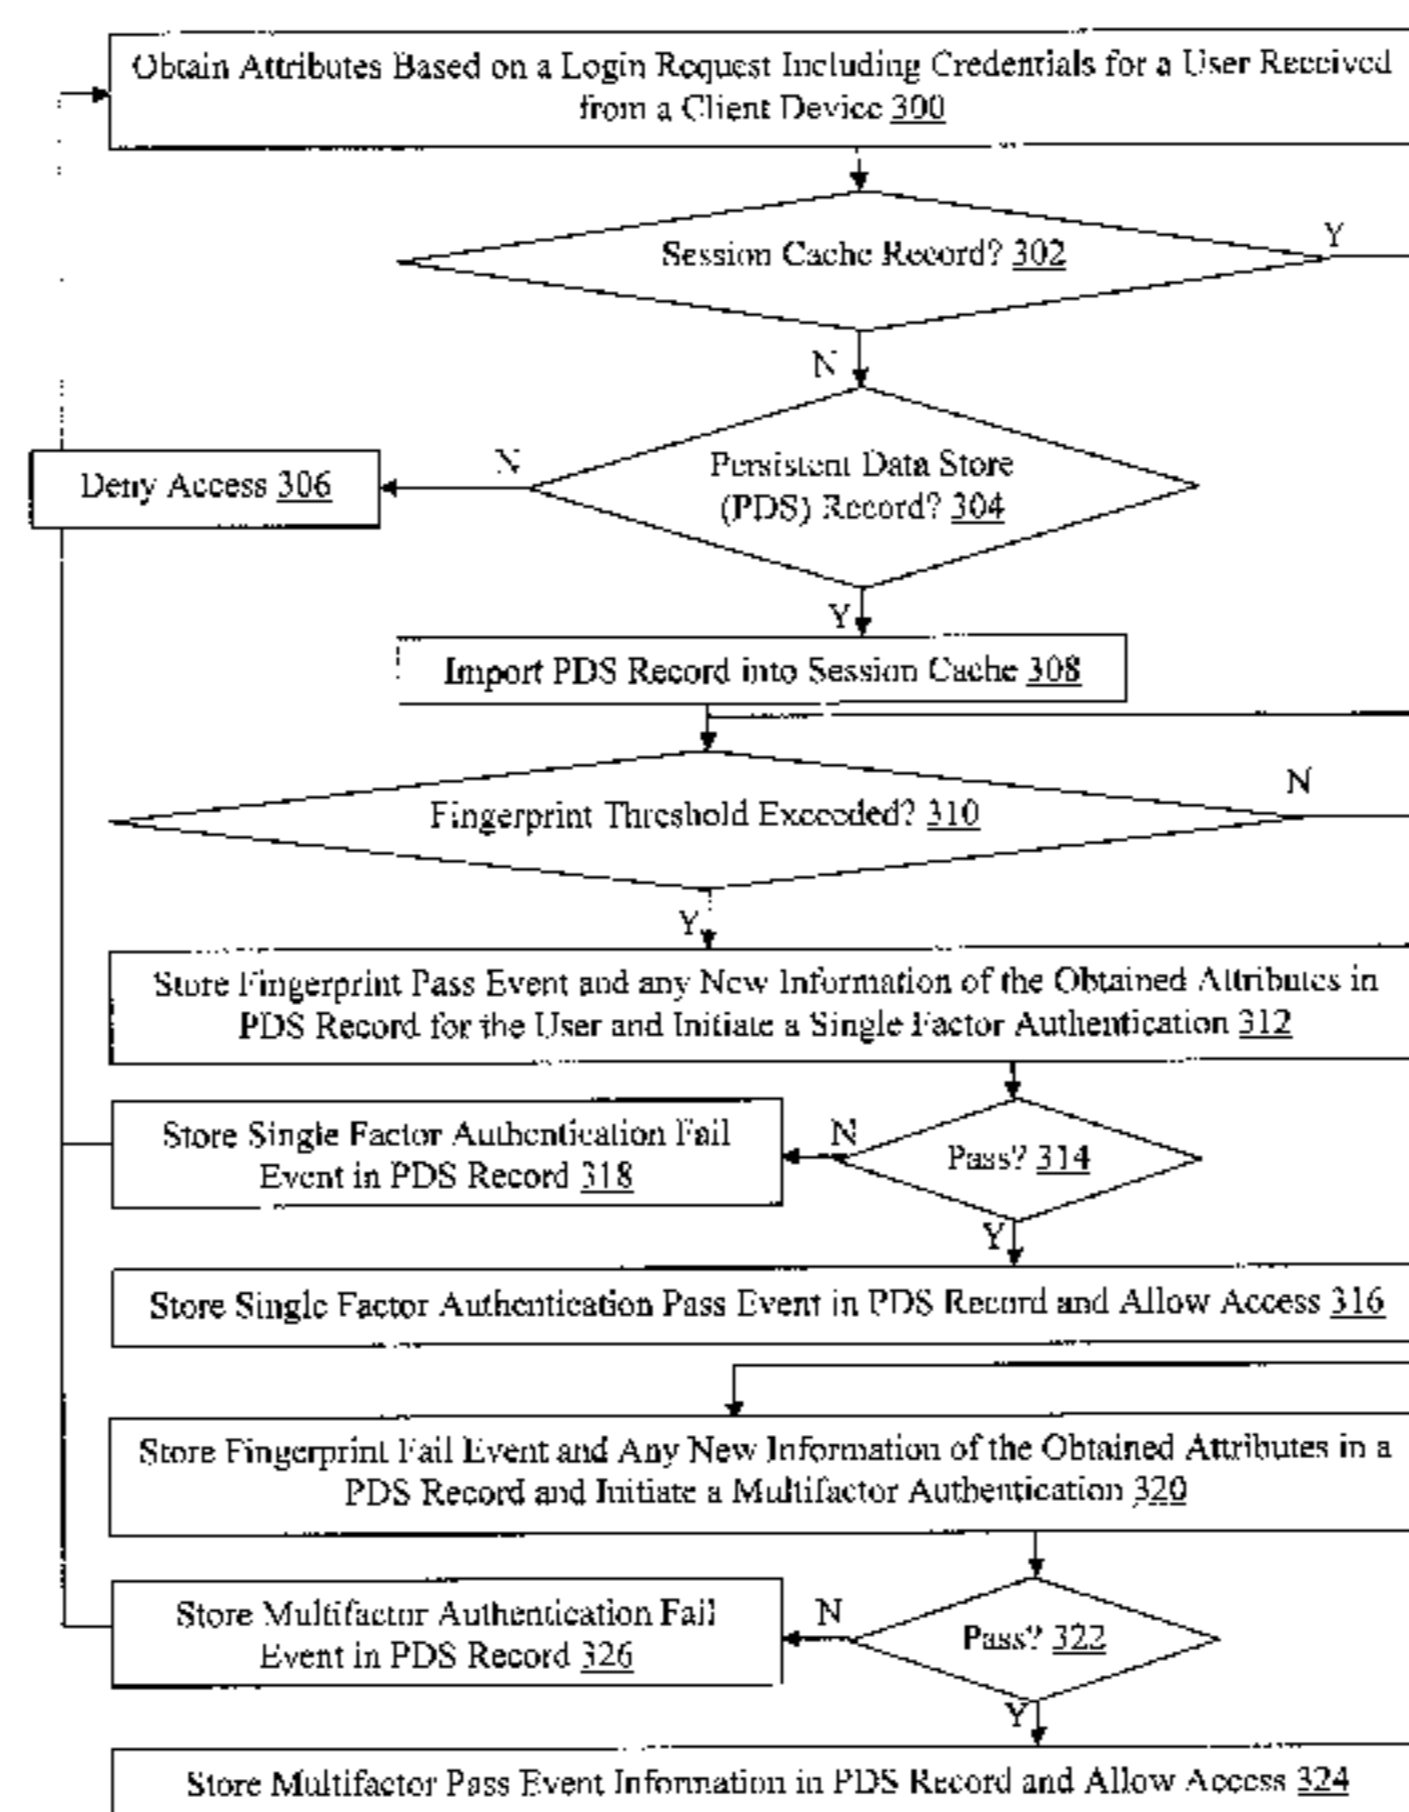 Obtain Attributes Based on a Login Request Including Credentials for a User Received
from a Client Device 300
Session Cache Record? 302
Y
N
Persistent Data Store
(PDS) Record? 304
N
Deny Access 306
Y
Import PDS Record into Session Cache 308
Fingerprint Threshold Exceeded? 310
N
Y
Store Fingerprint Pass Event and any New Information of the Obtained Attributes in
PDS Record for the User and Initiate a Single Factor Authentication 312
Store Single Factor Authentication Fail
Event in PDS Record 318
N
Pass? 314
Y
Store Single Factor Authentication Pass Event in PDS Record and Allow Access 316
Store Fingerprint Fail Event and Any New Information of the Obtained Attributes in a
PDS Record and Initiate a Multifactor Authentication 320
Store Multifactor Authentication Fail
Event in PDS Record 326
N
Pass? 322
Y
Store Multifactor Pass Event Information in PDS Record and Allow Access 324